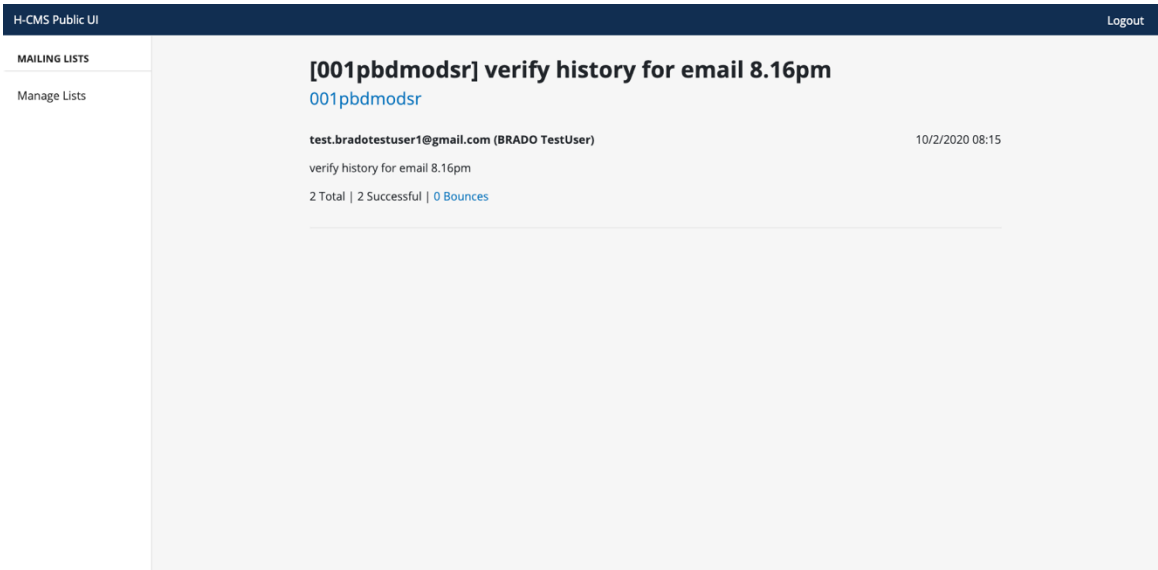 H-CMS Public UI
Logout
MAILING LISTS
Manage Lists
[001pbdmodsr] verify history for email 8.16pm
001pbdmodsr
test.bradotestuser1@gmail.com (BRADO TestUser)
10/2/2020 08:15
verify history for email 8.16pm
2 Total | 2 Successful | 0 Bounces